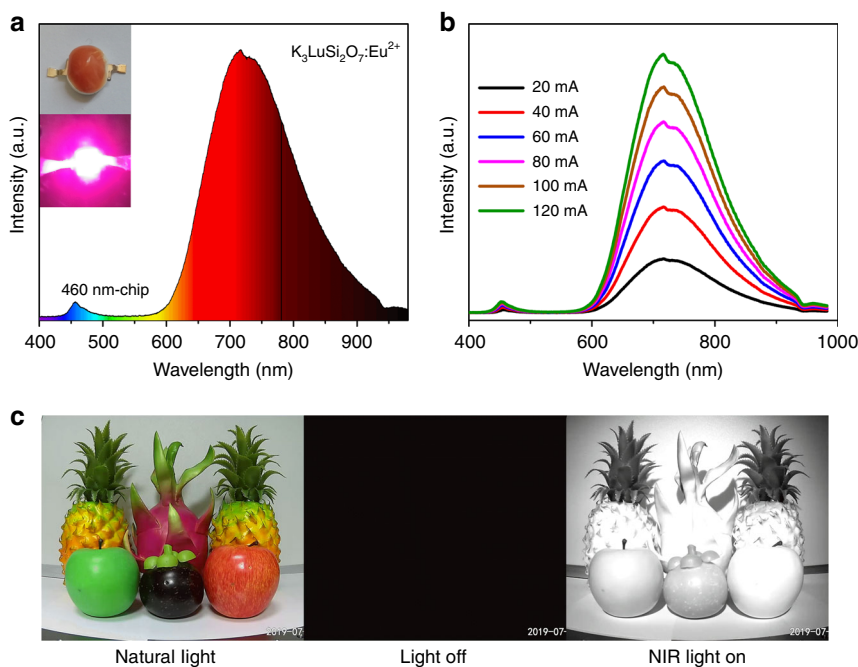 a
K₃LuSi₂O₇:Eu²⁺
460 nm-chip
Intensity (a.u.)
400 500 600 700 800 900
Wavelength (nm)
b
20 mA
40 mA
60 mA
80 mA
100 mA
120 mA
Intensity (a.u.)
400 600 800 1000
Wavelength (nm)
c
2019-07-
2019-07-
2019-07-
Natural light
Light off
NIR light on